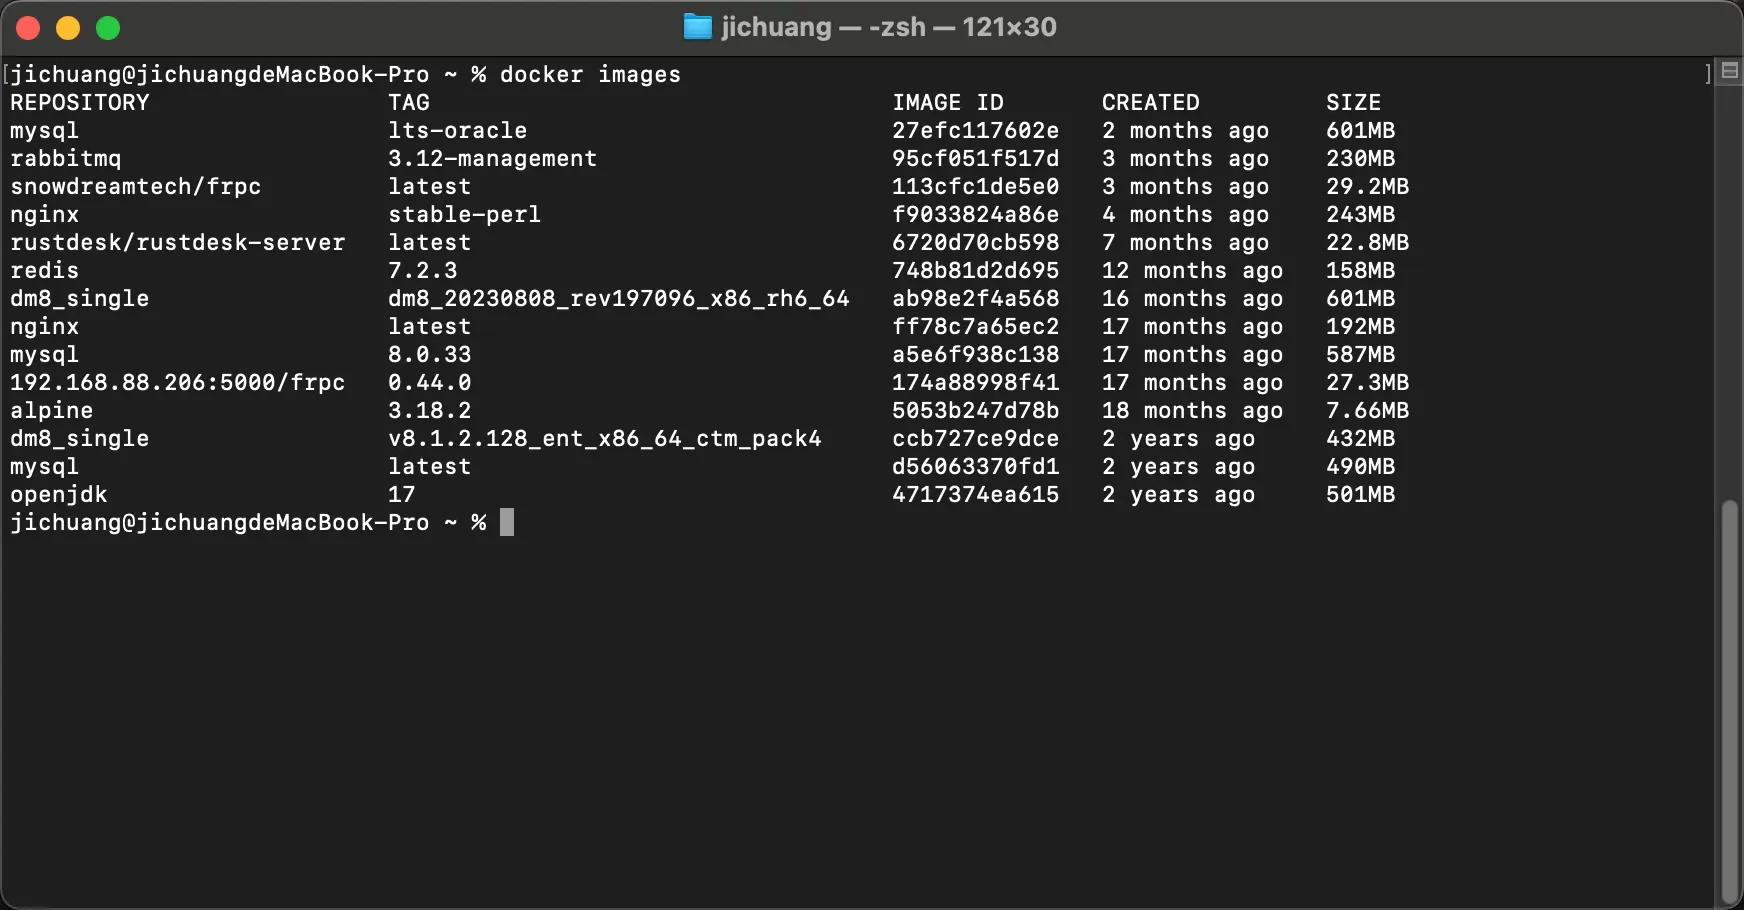 jichuang — -zsh — 121×30
[jichuang@jichuangdeMacBook-Pro ~ % docker images ]
REPOSITORY TAG IMAGE ID CREATED SIZE
mysql lts-oracle 27efc117602e 2 months ago 601MB
rabbitmq 3.12-management 95cf051f517d 3 months ago 230MB
snowdreamtech/frpc latest 113cfc1de5e0 3 months ago 29.2MB
nginx stable-perl f9033824a86e 4 months ago 243MB
rustdesk/rustdesk-server latest 6720d70cb598 7 months ago 22.8MB
redis 7.2.3 748b81d2d695 12 months ago 158MB
dm8_single dm8_20230808_rev197096_x86_rh6_64 ab98e2f4a568 16 months ago 601MB
nginx latest ff78c7a65ec2 17 months ago 192MB
mysql 8.0.33 a5e6f938c138 17 months ago 587MB
192.168.88.206:5000/frpc 0.44.0 174a88998f41 17 months ago 27.3MB
alpine 3.18.2 5053b247d78b 18 months ago 7.66MB
dm8_single v8.1.2.128_ent_x86_64_ctm_pack4 ccb727ce9dce 2 years ago 432MB
mysql latest d56063370fd1 2 years ago 490MB
openjdk 17 4717374ea615 2 years ago 501MB
jichuang@jichuangdeMacBook-Pro ~ %